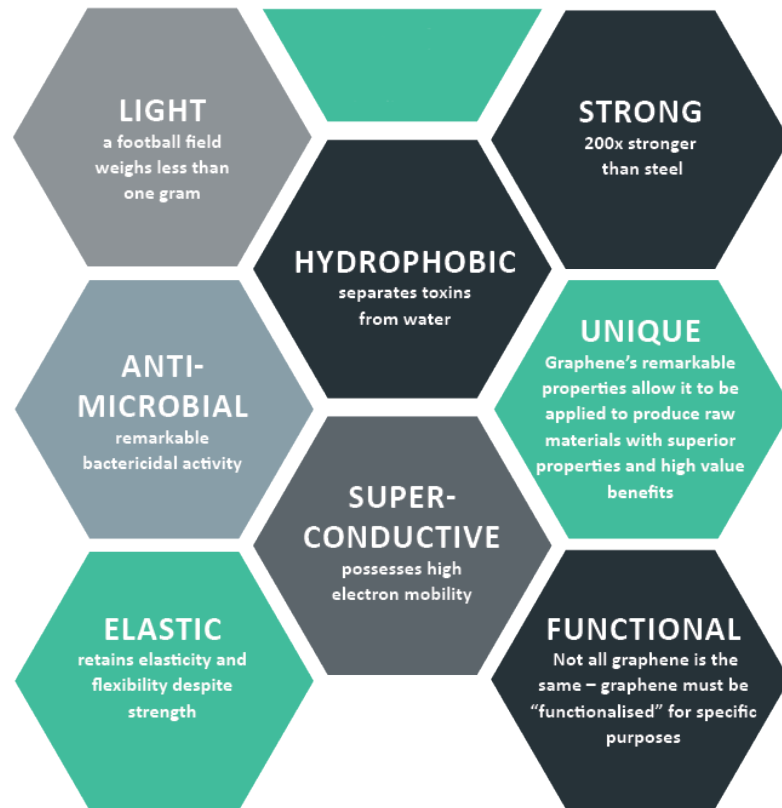 LIGHT
a football field
weighs less than
one gram
STRONG
200x stronger
than steel
HYDROPHOBIC
separates toxins
from water
ANTI-
MICROBIAL
remarkable
bactericidal activity
UNIQUE
Graphene's remarkable
properties allow it to be
applied to produce raw
materials with superior
properties and high value
benefits
SUPER-
CONDUCTIVE
possesses high
electron mobility
ELASTIC
retains elasticity and
flexibility despite
strength
FUNCTIONAL
Not all graphene is the
same – graphene must be
“functionalised” for specific
purposes